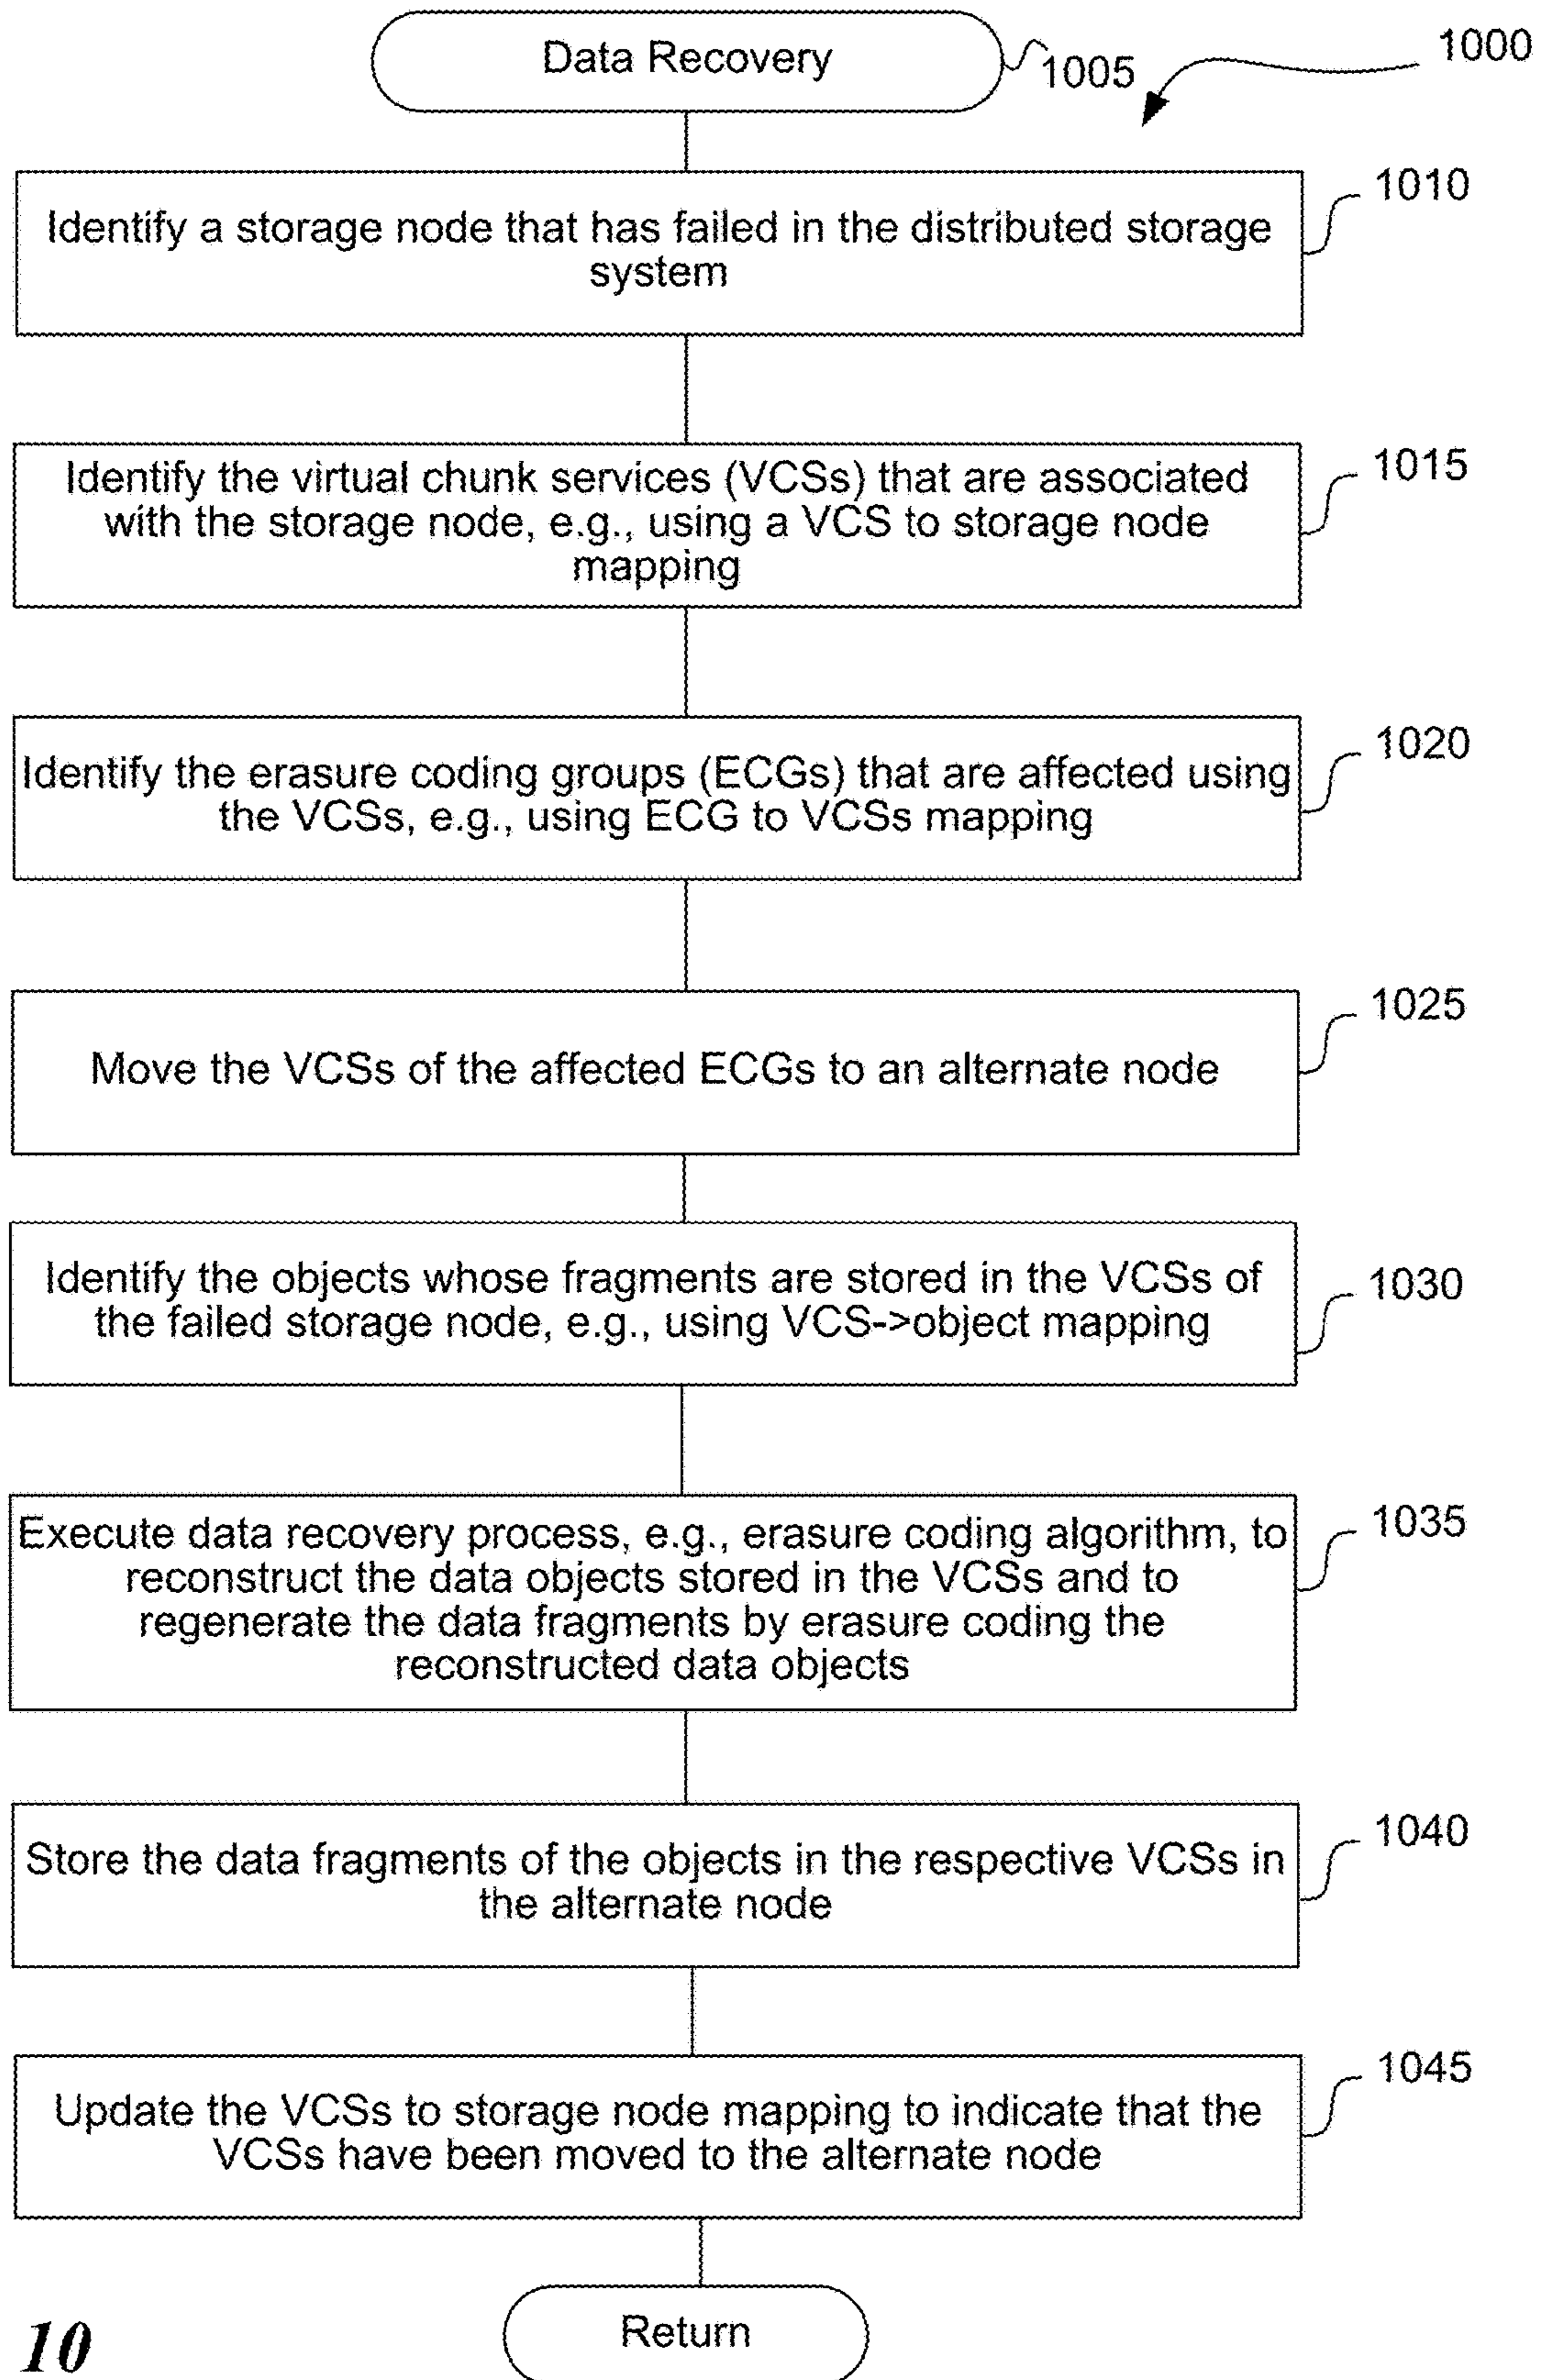 Data Recovery
1005
1000
Identify a storage node that has failed in the distributed storage
system
1010
Identify the virtual chunk services (VCSs) that are associated
with the storage node, e.g., using a VCS to storage node
mapping
1015
Identify the erasure coding groups (ECGs) that are affected using
the VCSs, e.g., using ECG to VCSs mapping
1020
Move the VCSs of the affected ECGs to an alternate node
1025
Identify the objects whose fragments are stored in the VCSs of
the failed storage node, e.g., using VCS->object mapping
1030
Execute data recovery process, e.g., erasure coding algorithm, to
reconstruct the data objects stored in the VCSs and to
regenerate the data fragments by erasure coding the
reconstructed data objects
1035
Store the data fragments of the objects in the respective VCSs in
the alternate node
1040
Update the VCSs to storage node mapping to indicate that the
VCSs have been moved to the alternate node
1045
Return
10